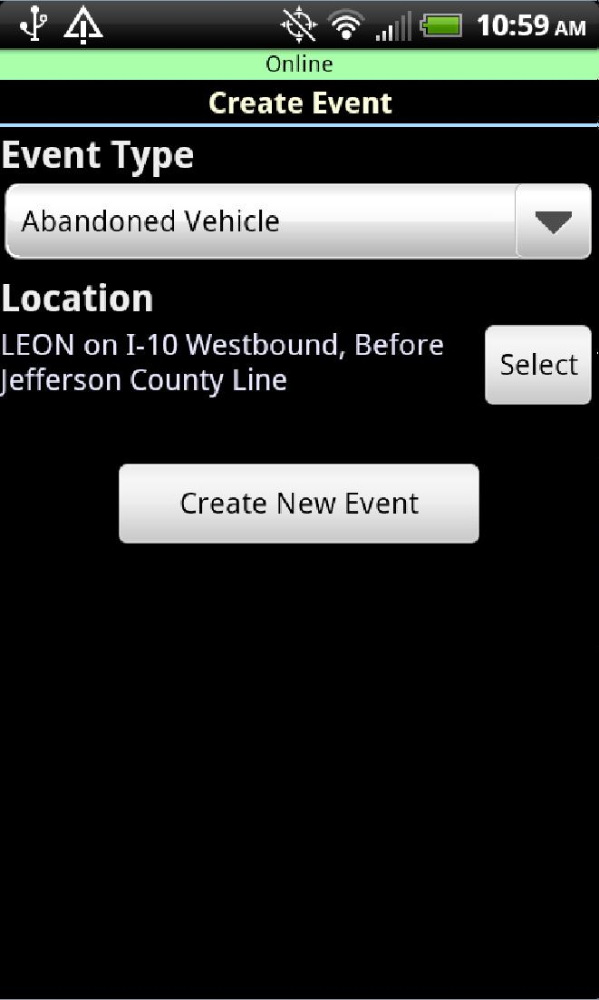 10:59 AM
Online
Create Event
Event Type
Abandoned Vehicle
Location
LEON on I-10 Westbound, Before
Jefferson County Line
Select
Create New Event